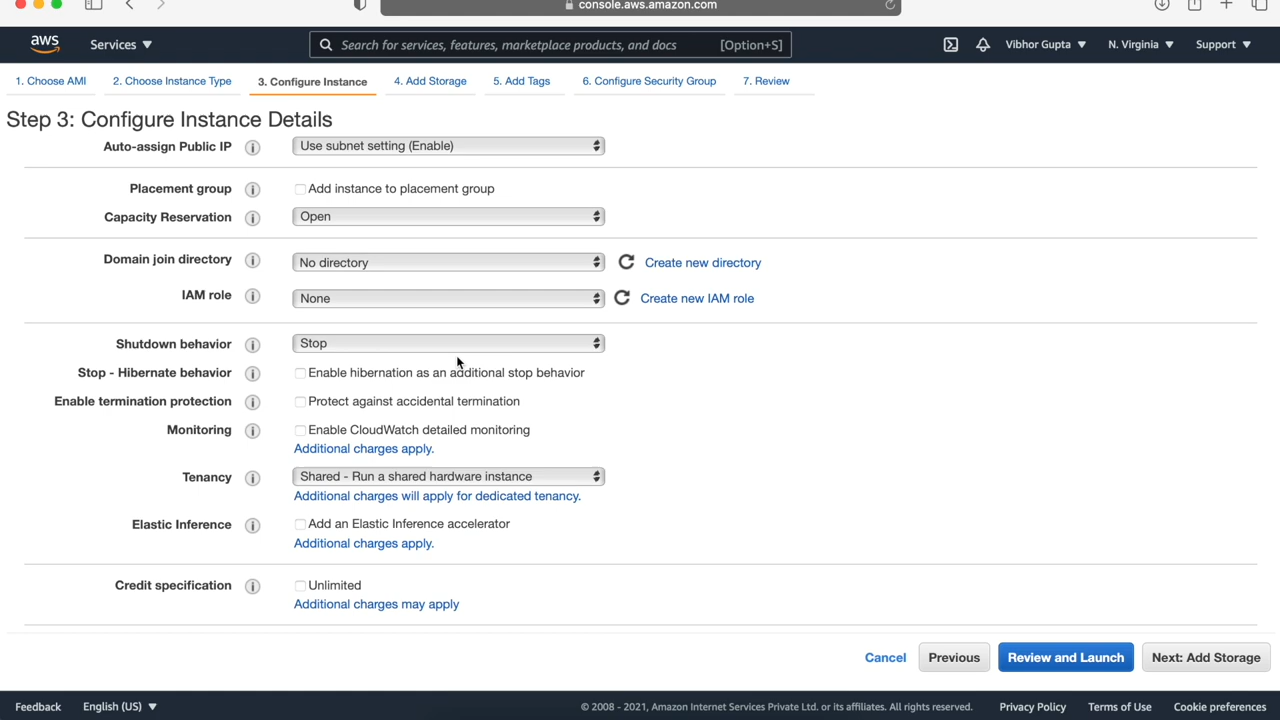 console.aws.amazon.com
aws Services Search for services, features, marketplace products, and docs [Option+S] Vibhor Gupta N. Virginia Support
1. Choose AMI 2. Choose Instance Type 3. Configure Instance 4. Add Storage 5. Add Tags 6. Configure Security Group 7. Review
Step 3: Configure Instance Details
Auto-assign Public IP i Use subnet setting (Enable)
Placement group i Add instance to placement group
Capacity Reservation i Open
Domain join directory i No directory Create new directory
IAM role i None Create new IAM role
Shutdown behavior i Stop
Stop - Hibernate behavior i Enable hibernation as an additional stop behavior
Enable termination protection i Protect against accidental termination
Monitoring i Enable CloudWatch detailed monitoring
Additional charges apply.
Tenancy i Shared - Run a shared hardware instance
Additional charges will apply for dedicated tenancy.
Elastic Inference i Add an Elastic Inference accelerator
Additional charges apply.
Credit specification i Unlimited
Additional charges may apply
Cancel Previous Review and Launch Next: Add Storage
Feedback English (US) © 2008 - 2021, Amazon Internet Services Private Ltd. or its affiliates. All rights reserved. Privacy Policy Terms of Use Cookie preferences